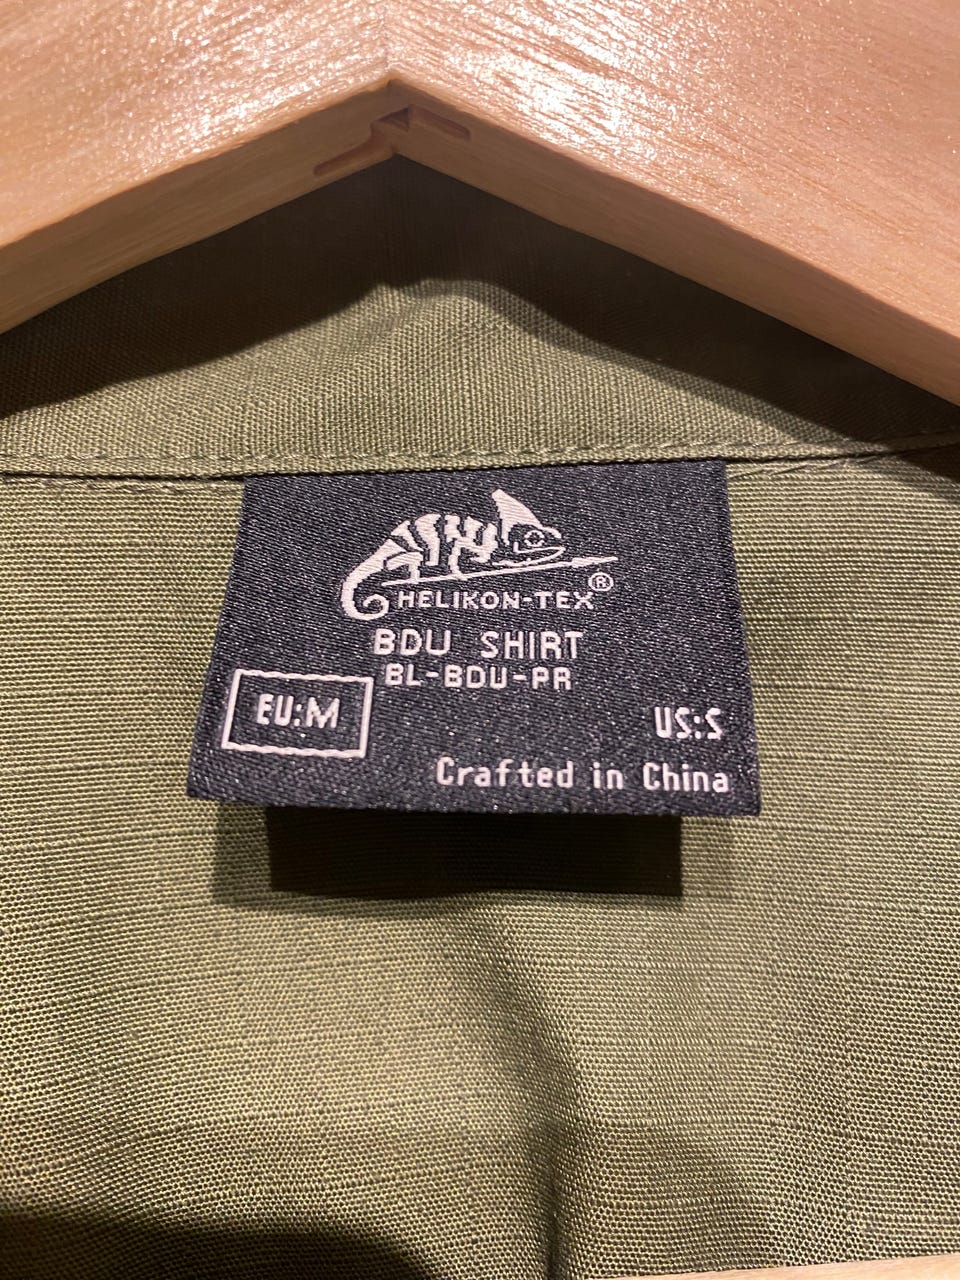 HELIKON-TEX®
BDU SHIRT
BL-BDU-PR
EU:M
US:S
Crafted in China